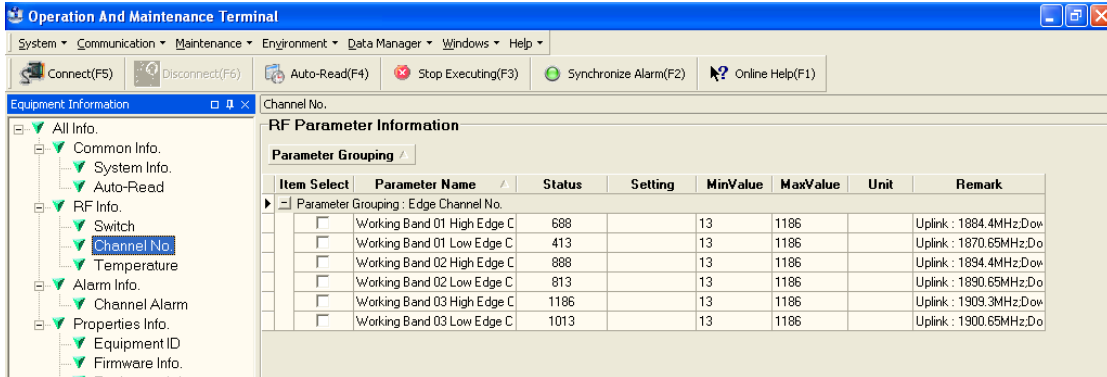 Operation And Maintenance Terminal
System Communication Maintenance Environment Data Manager Windows Help
Connect(F5) Disconnect(F6) Auto-Read(F4) Stop Executing(F3) Synchronize Alarm(F2) Online Help(F1)
Equipment Information
All Info.
Common Info.
System Info.
Auto-Read
RF Info.
Switch
Channel No.
Temperature
Alarm Info.
Channel Alarm
Properties Info.
Equipment ID
Firmware Info.
Channel No.
RF Parameter Information
Parameter Grouping
Item Select Parameter Name Status Setting MinValue MaxValue Unit Remark
Parameter Grouping : Edge Channel No.
Working Band 01 High Edge C 688 13 1186 Uplink : 1884.4MHz;Dow
Working Band 01 Low Edge C 413 13 1186 Uplink : 1870.65MHz;Do
Working Band 02 High Edge C 888 13 1186 Uplink : 1894.4MHz;Dow
Working Band 02 Low Edge C 813 13 1186 Uplink : 1890.65MHz;Do
Working Band 03 High Edge C 1186 13 1186 Uplink : 1909.3MHz;Dow
Working Band 03 Low Edge C 1013 13 1186 Uplink : 1900.65MHz;Do